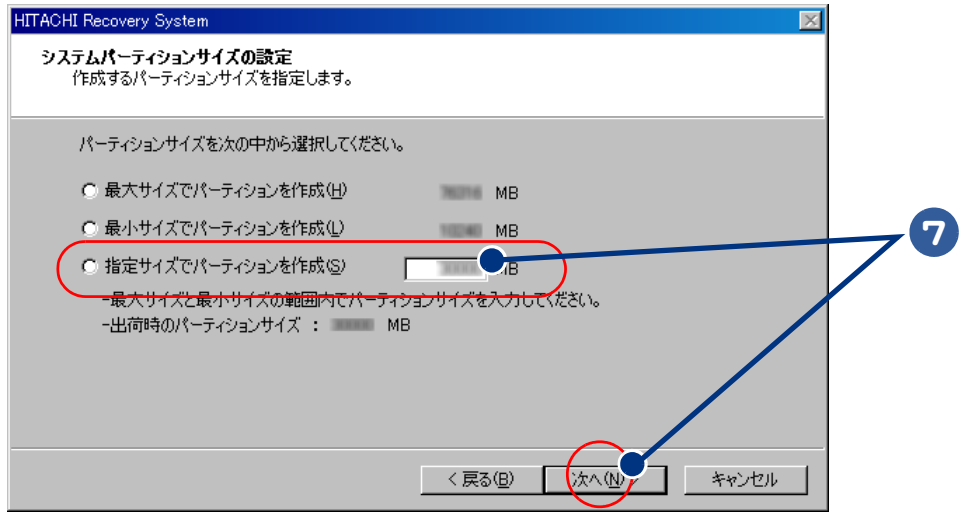 HITACHI Recovery System
システムパーティションサイズの設定
作成するパーティションサイズを指定します。
パーティションサイズを次の中から選択してください。
最大サイズでパーティションを作成(H) MB
最小サイズでパーティションを作成(L) MB
指定サイズでパーティションを作成(S) MB
-最大サイズと最小サイズの範囲内でパーティションサイズを入力してください。
-出荷時のパーティションサイズ : MB
7
< 戻る(B) 次へ(N) > キャンセル